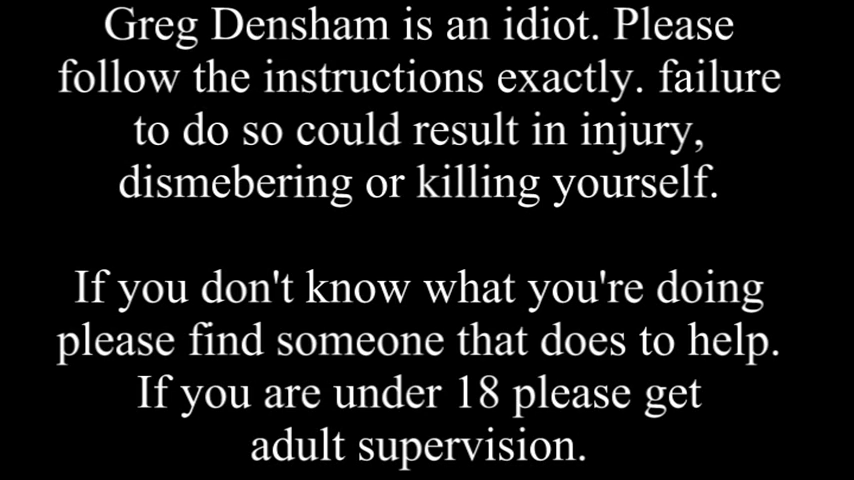 Greg Densham is an idiot. Please
follow the instructions exactly. failure
to do so could result in injury,
dismebering or killing yourself.
If you don't know what you're doing
please find someone that does to help.
If you are under 18 please get
adult supervision.